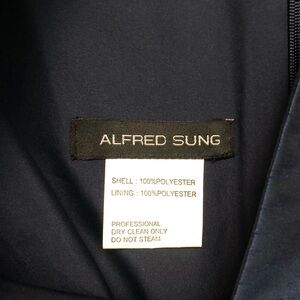 ALFRED SUNG
SHELL : 100%POLYESTER
LINING : 100%POLYESTER
PROFESSIONAL
DRY CLEAN ONLY
DO NOT STEAM